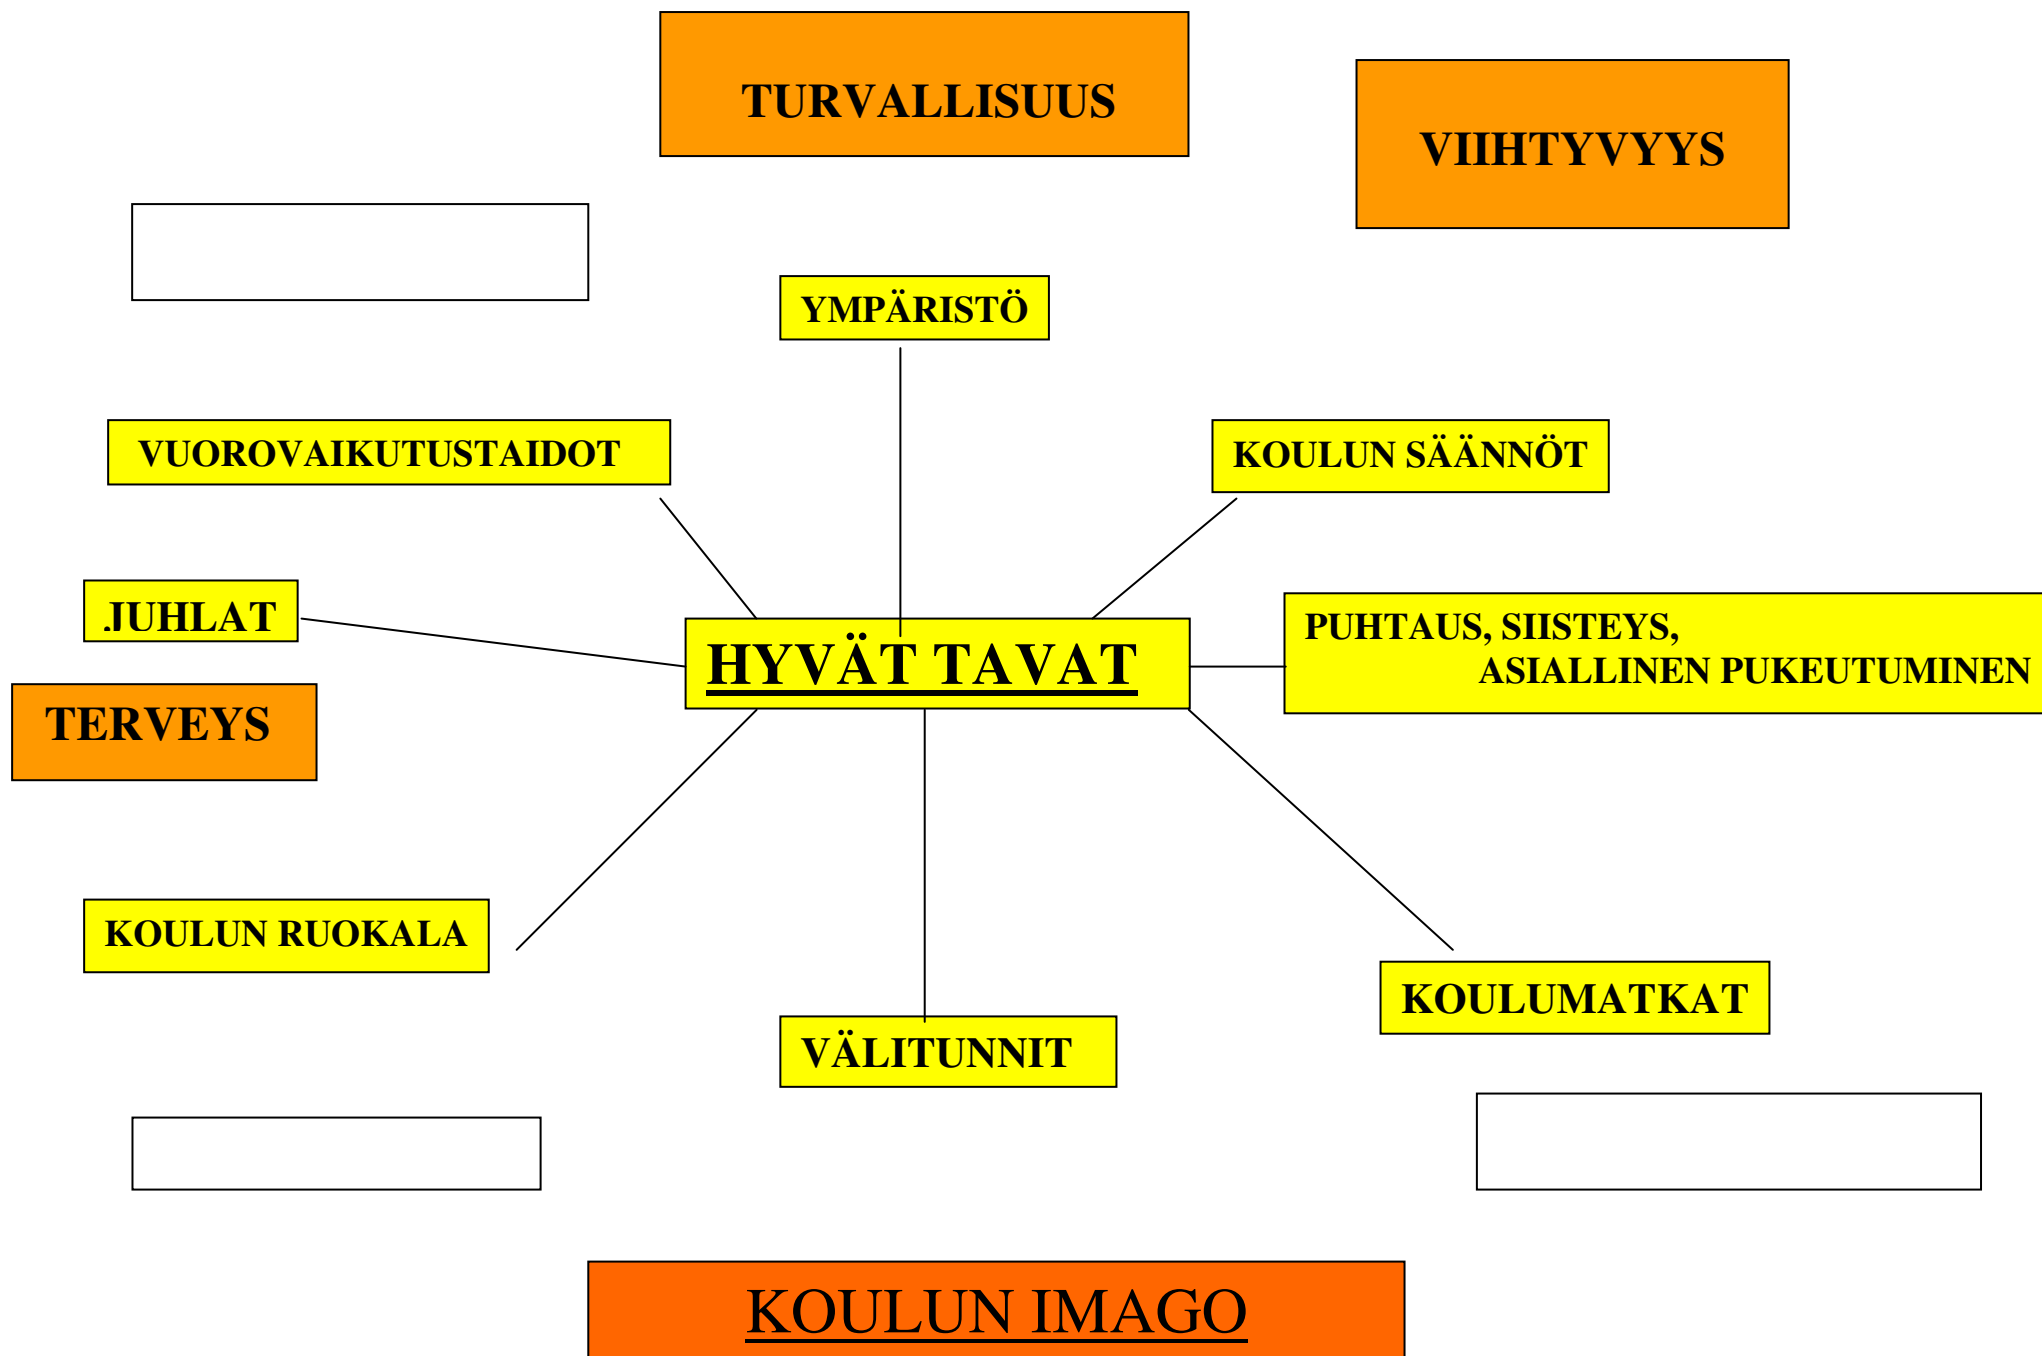 TURVALLISUUS
VIIHTYVYYS
YMPÄRISTÖ
VUOROVAIKUTUSTAIDOT
KOULUN SÄÄNNÖT
JUHLAT
HYVÄT TAVAT
PUHTAUS, SIISTEYS,
ASIALLINEN PUKEUTUMINEN
TERVEYS
KOULUN RUOKALA
KOULUMATKAT
VÄLITUNNIT
KOULUN IMAGO